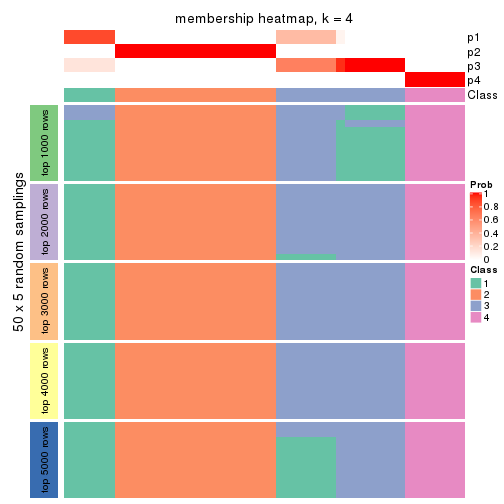 membership heatmap, k = 4
p1
p2
p3
p4
Class
50 x 5 random samplings
top 1000 rows
top 2000 rows
top 3000 rows
top 4000 rows
top 5000 rows
Prob
1
0.8
0.6
0.4
0.2
0
Class
1
2
3
4